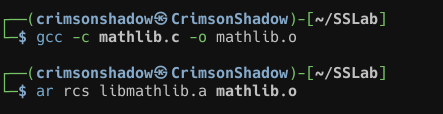 ┌──(crimsonshadow㉿CrimsonShadow)-[~/SSLab]
└─$ gcc -c mathlib.c -o mathlib.o
┌──(crimsonshadow㉿CrimsonShadow)-[~/SSLab]
└─$ ar rcs libmathlib.a mathlib.o